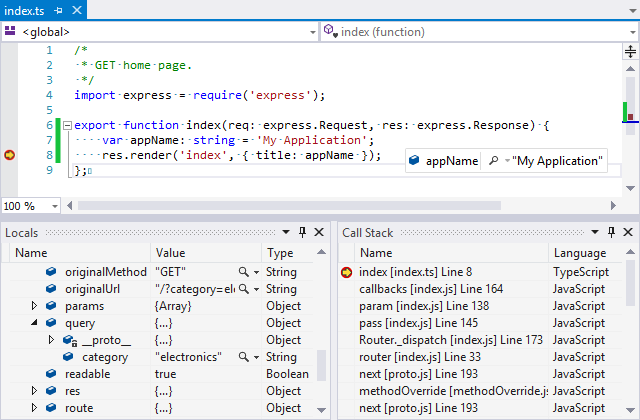 index.ts
<global> index (function)
1 /*
2 * GET home page.
3 */
4 import express = require('express');
5
6 export function index(req: express.Request, res: express.Response) {
7 var appName: string = 'My Application';
8 res.render('index', { title: appName });
appName "My Application"
9 };
100 %
Locals
Name Value Type
originalMethod "GET" String
originalUrl "/?category=ele String
params {Array} Object
query {...} Object
__proto__ {...} Object
category "electronics" String
readable true Boolean
res {...} Object
route {...} Object
Call Stack
Name Language
index [index.ts] Line 8 TypeScript
callbacks [index.js] Line 164 JavaScript
param [index.js] Line 138 JavaScript
pass [index.js] Line 145 JavaScript
Router._dispatch [index.js] Line 173 JavaScript
router [index.js] Line 33 JavaScript
next [proto.js] Line 193 JavaScript
methodOverride [methodOverride.js JavaScript
next [proto.js] Line 193 JavaScript